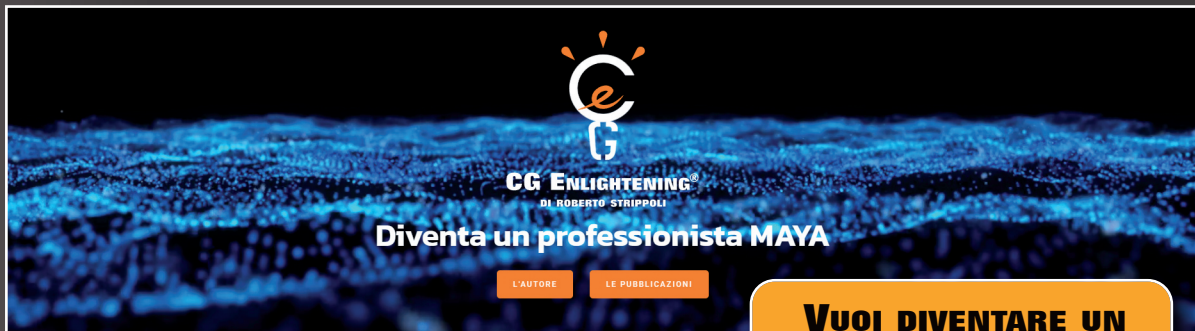 CG ENLIGHTENING®
DI ROBERTO STRIPPOLI
Diventa un professionista MAYA
L'AUTORE LE PUBBLICAZIONI
VUOI DIVENTARE UN